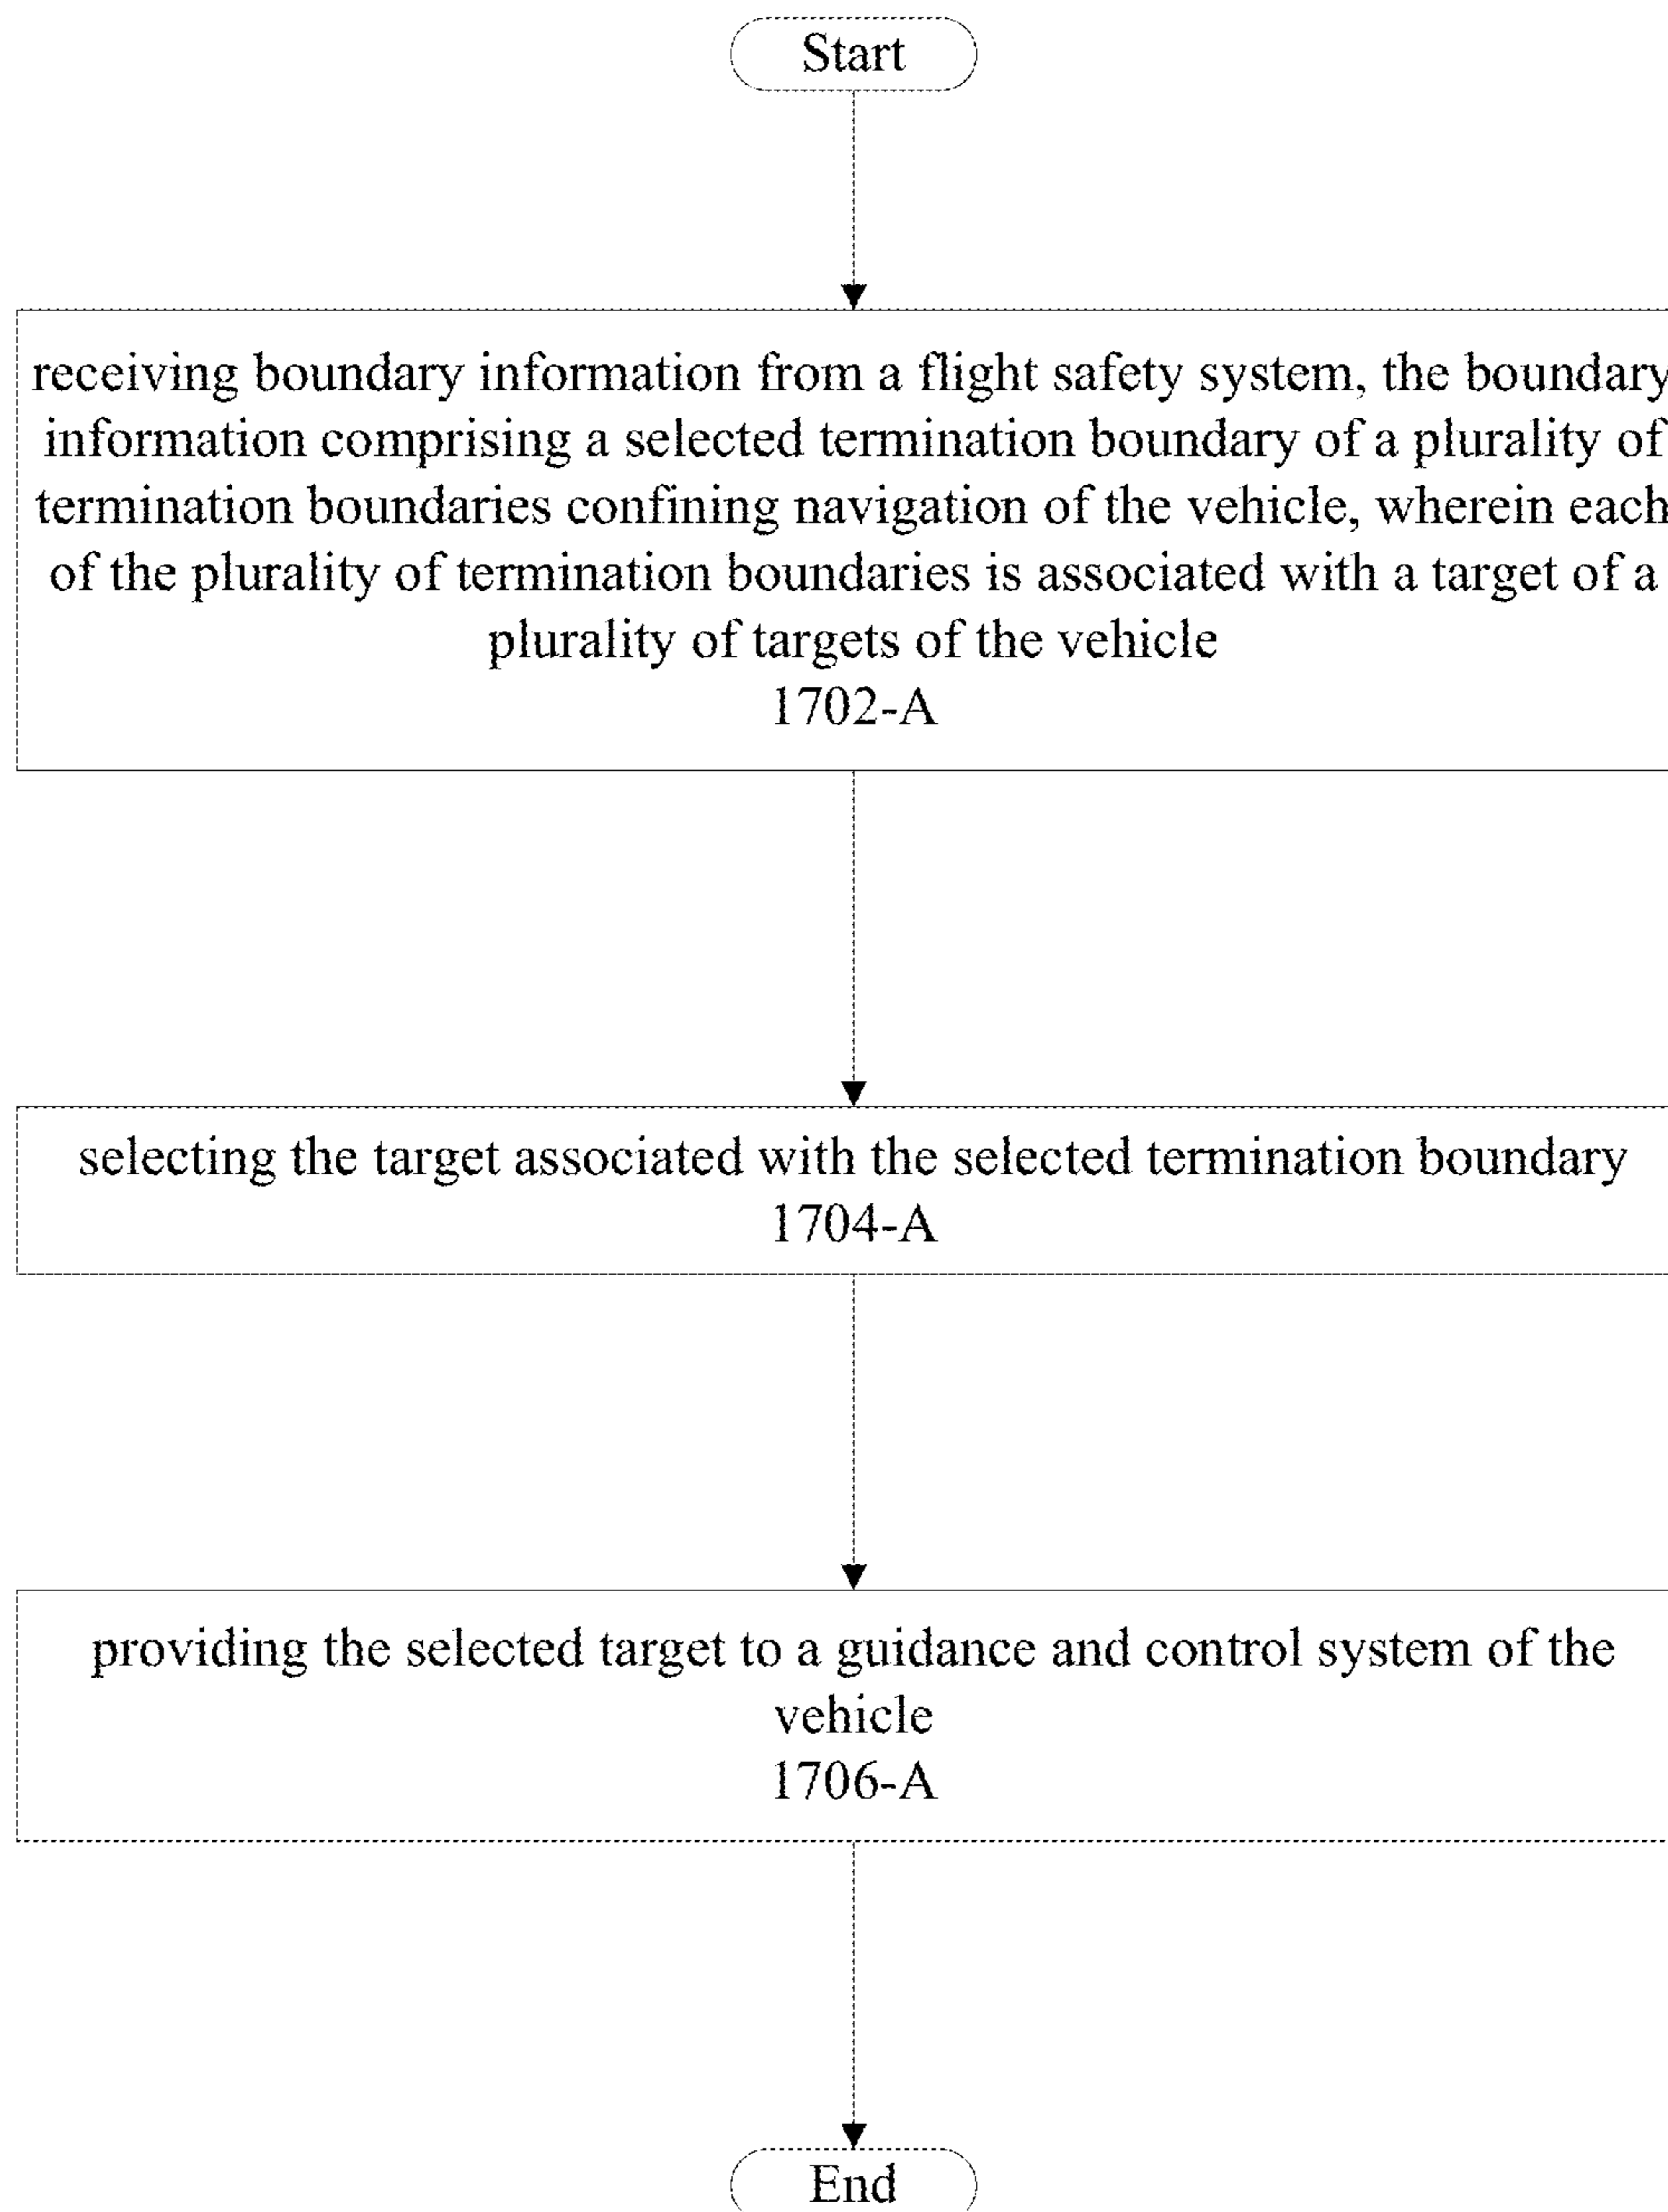 Start
receiving boundary information from a flight safety system, the boundary
information comprising a selected termination boundary of a plurality of
termination boundaries confining navigation of the vehicle, wherein each
of the plurality of termination boundaries is associated with a target of a
plurality of targets of the vehicle
1702-A
selecting the target associated with the selected termination boundary
1704-A
providing the selected target to a guidance and control system of the
vehicle
1706-A
End